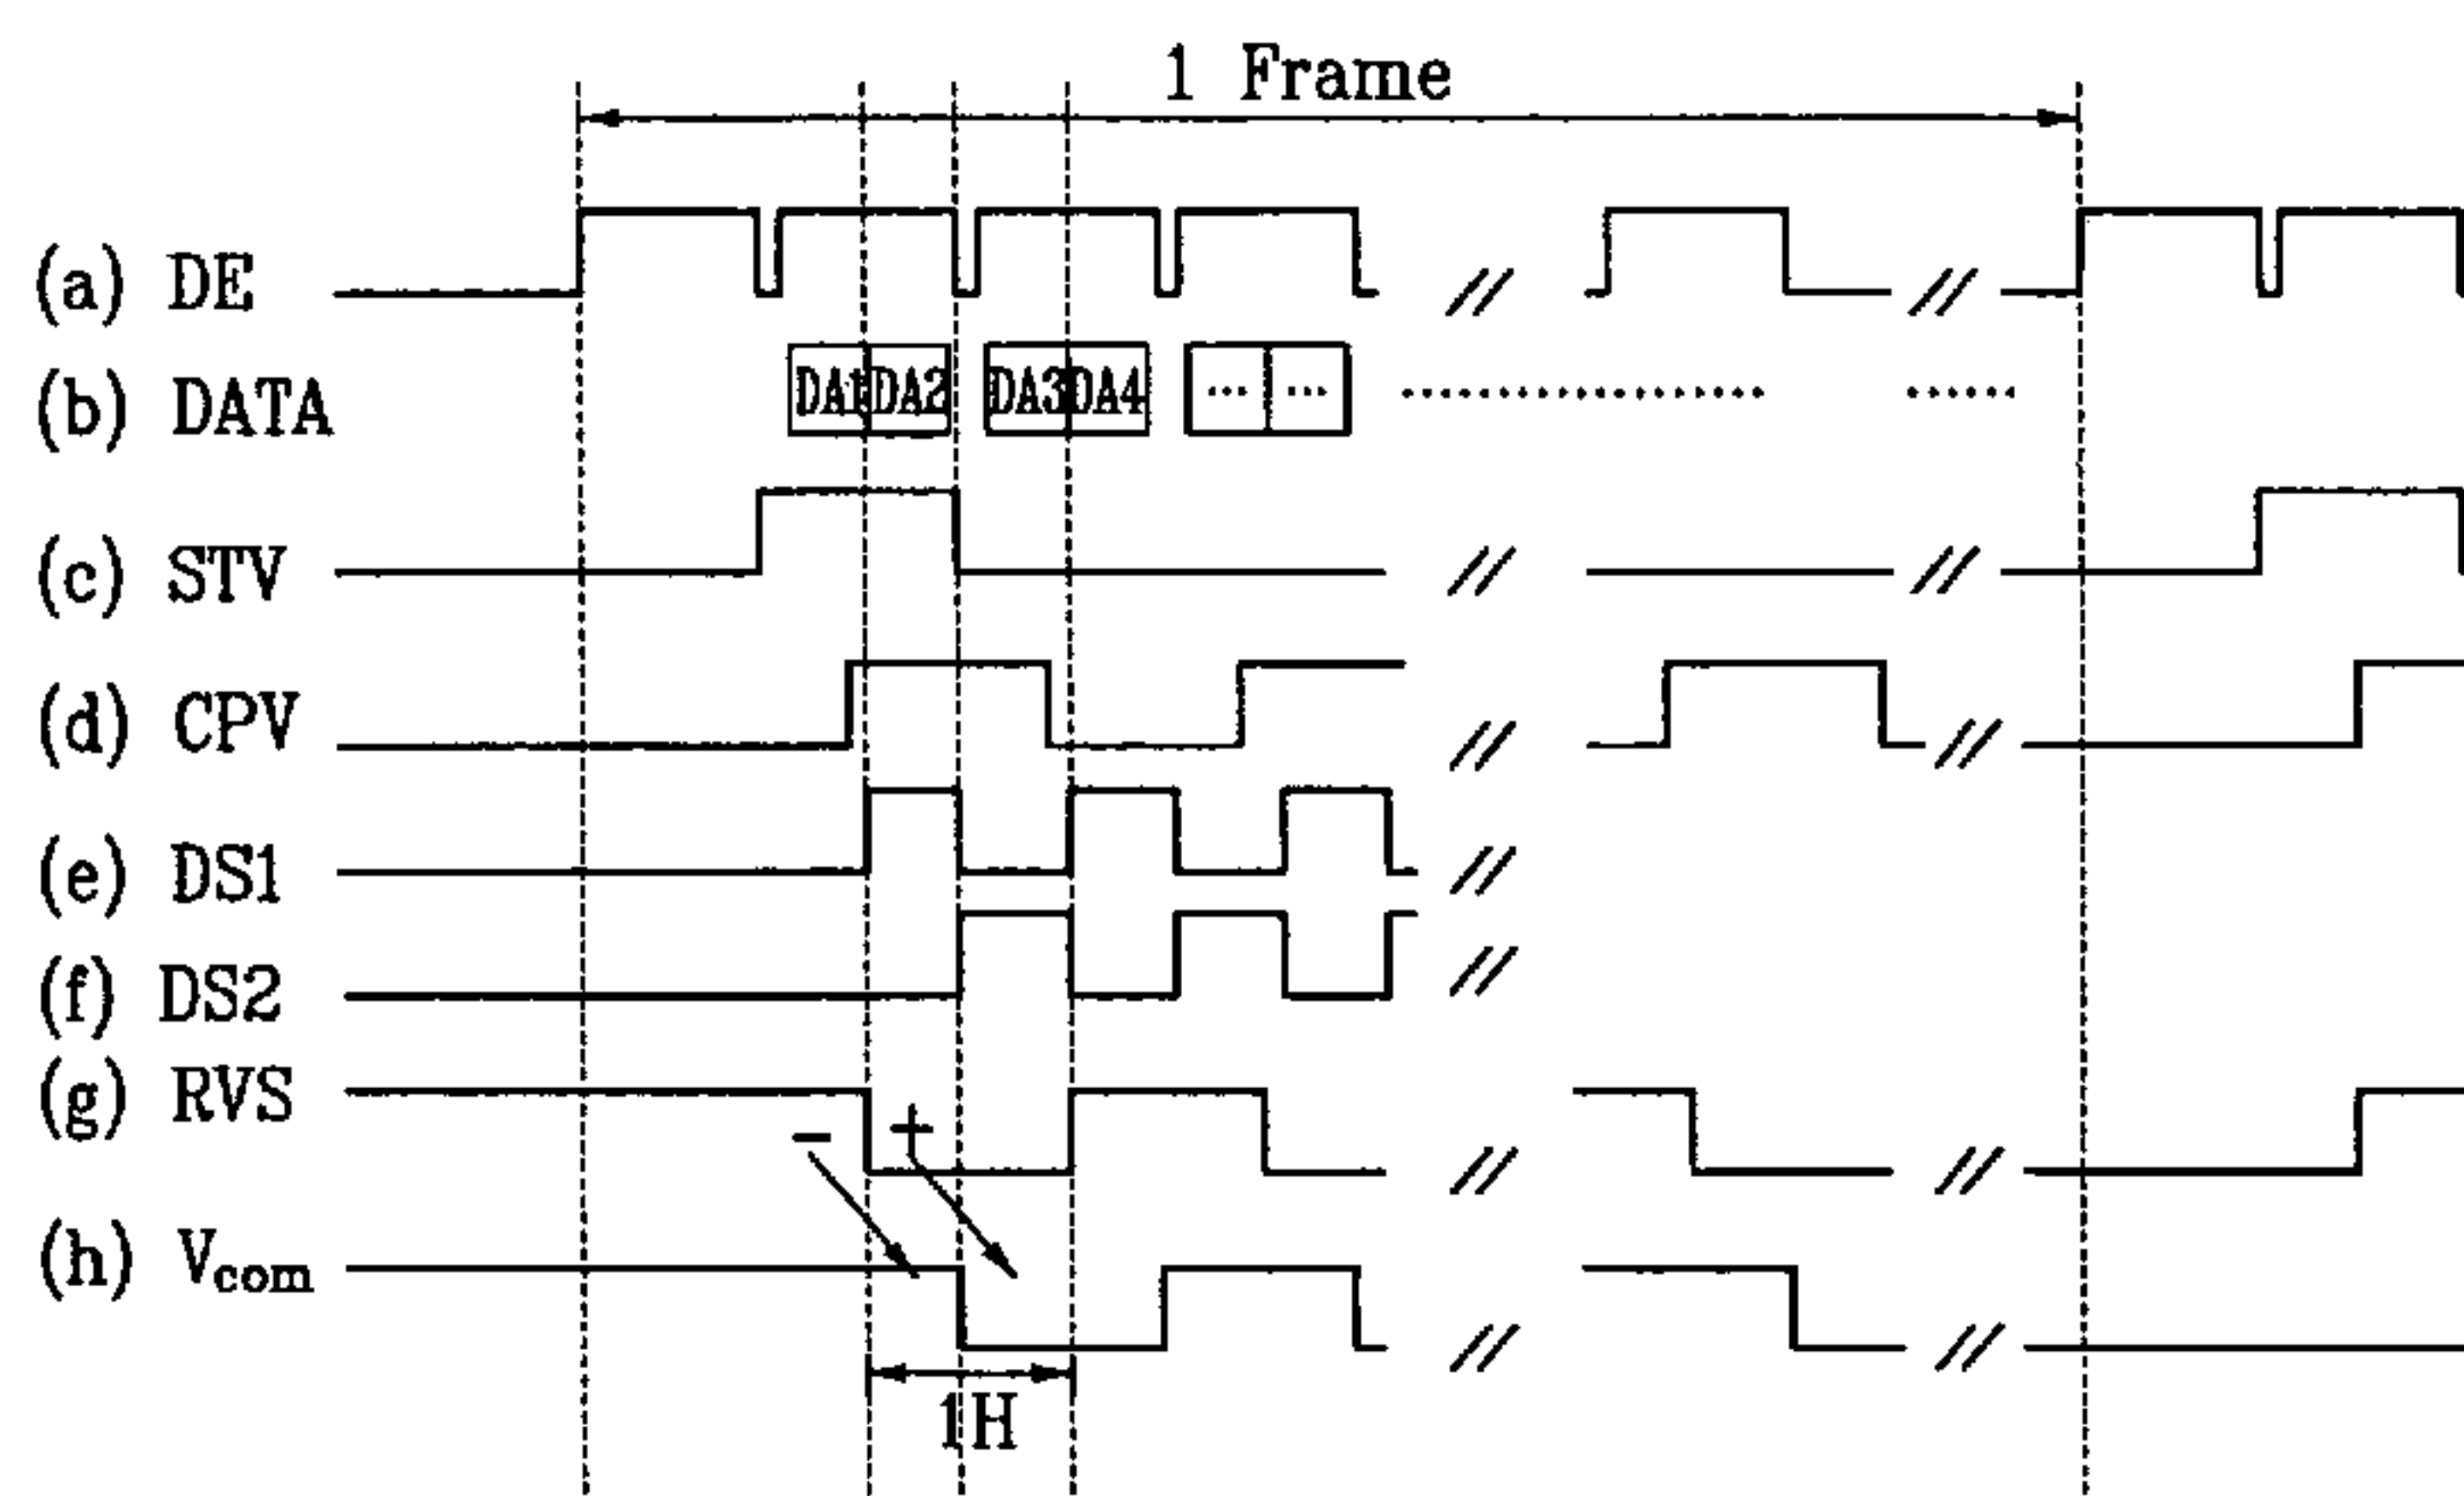 1 Frame
(a) DE
(b) DATA DA1 DA2 DA3 DA4 ... ...
(c) STV
(d) CPV
(e) DS1
(f) DS2
(g) RVS
- +
(h) Vcom
1H